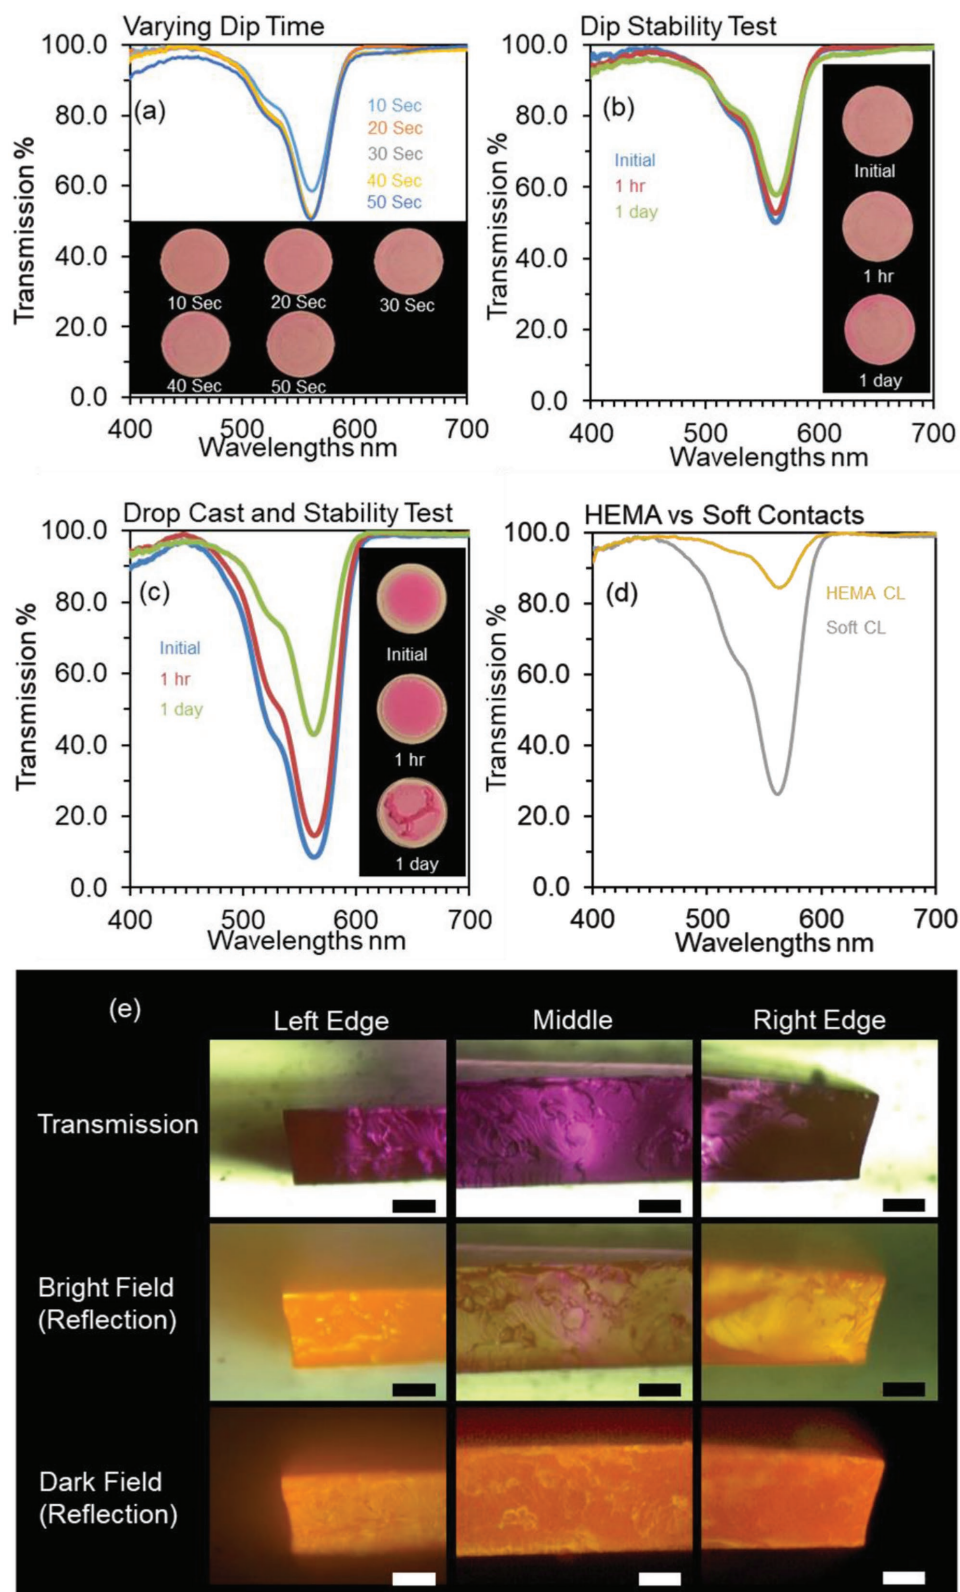 Varying Dip Time
100.0
80.0
60.0
40.0
20.0
0.0
Transmission %
(a)
10 Sec
20 Sec
30 Sec
40 Sec
50 Sec
10 Sec
20 Sec
30 Sec
40 Sec
50 Sec
400
500
600
700
Wavelengths nm
Dip Stability Test
100.0
80.0
60.0
40.0
20.0
0.0
Transmission %
(b)
Initial
1 hr
1 day
Initial
1 hr
1 day
400
500
600
700
Wavelengths nm
Drop Cast and Stability Test
100.0
80.0
60.0
40.0
20.0
0.0
Transmission %
(c)
Initial
1 hr
1 day
Initial
1 hr
1 day
400
500
600
700
Wavelengths nm
HEMA vs Soft Contacts
100.0
80.0
60.0
40.0
20.0
0.0
Transmission %
(d)
HEMA CL
Soft CL
400
500
600
700
Wavelengths nm
(e)
Left Edge
Middle
Right Edge
Transmission
Bright Field
(Reflection)
Dark Field
(Reflection)